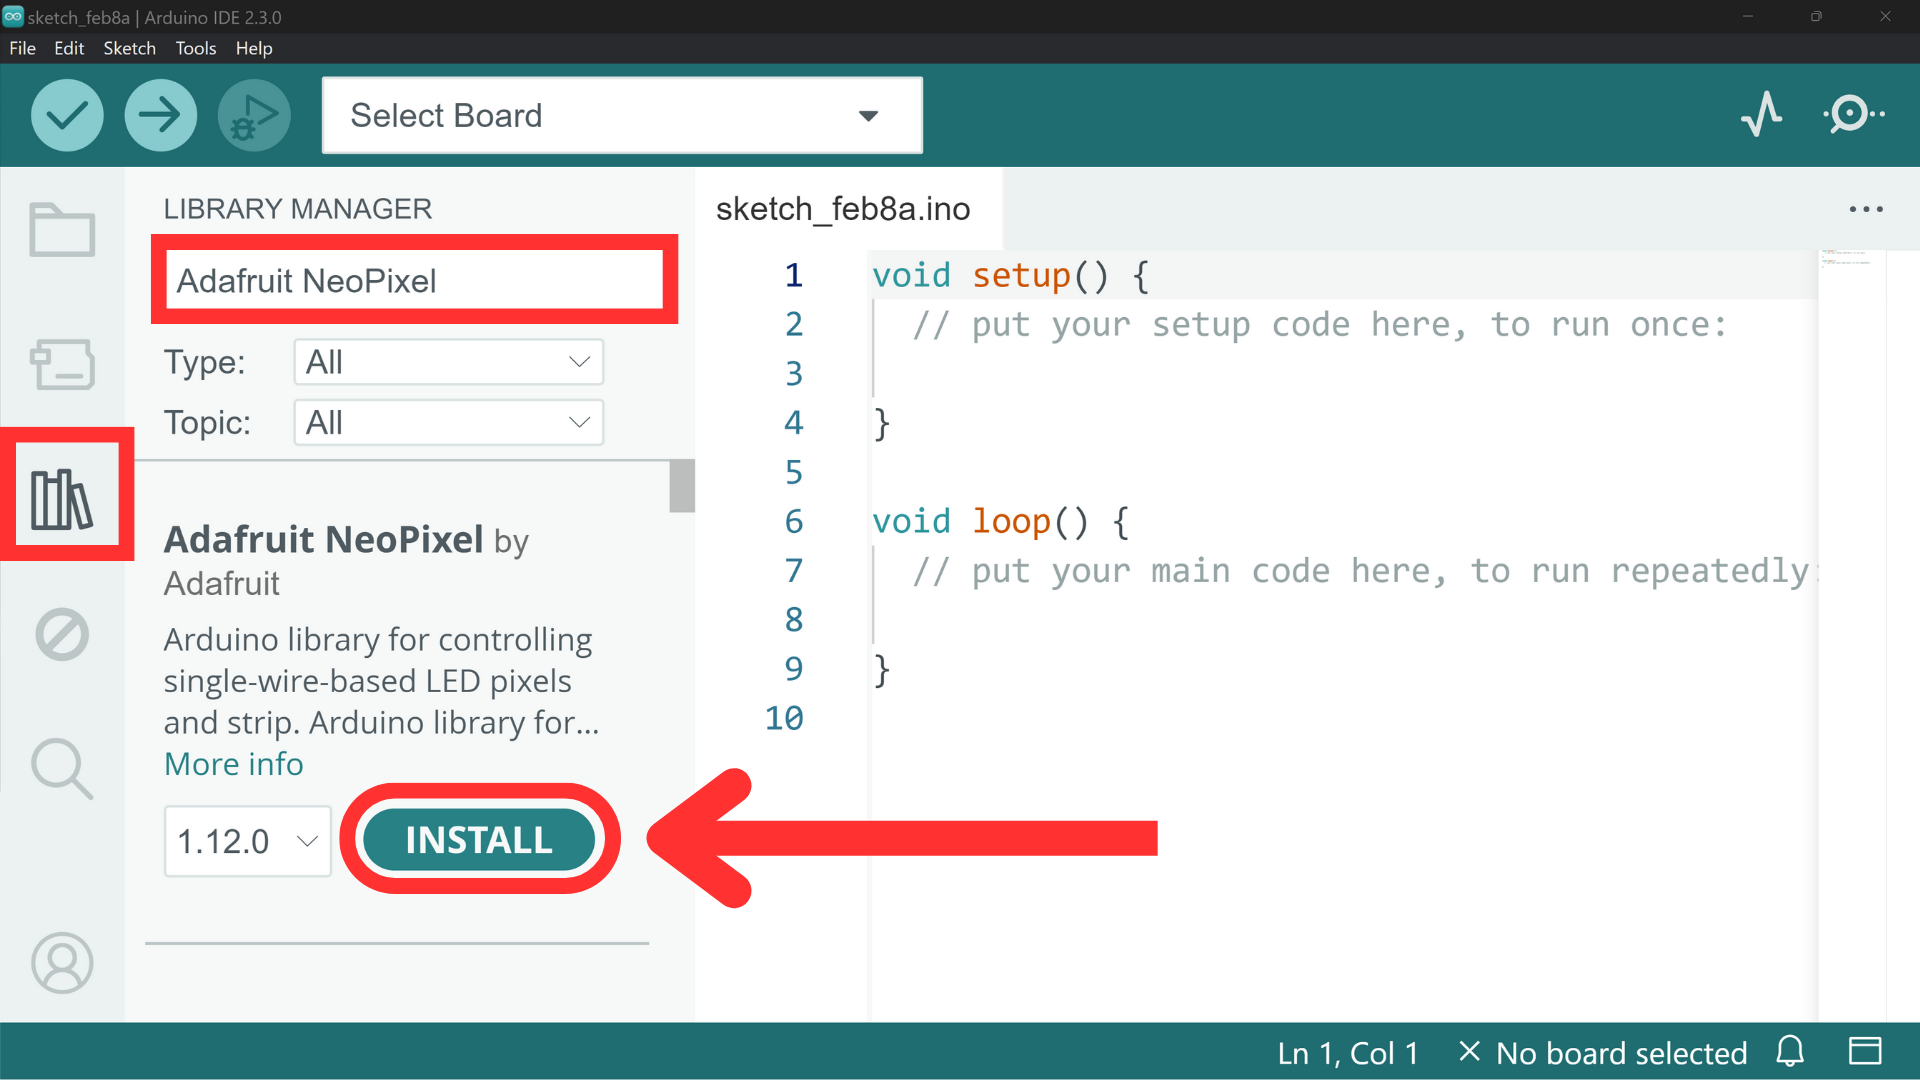 sketch_feb8a | Arduino IDE 2.3.0
File Edit Sketch Tools Help
Select Board
LIBRARY MANAGER
Adafruit NeoPixel
Type: All
Topic: All
Adafruit NeoPixel by
Adafruit
Arduino library for controlling
single-wire-based LED pixels
and strip. Arduino library for...
More info
1.12.0 INSTALL
sketch_feb8a.ino
1 void setup() {
2 // put your setup code here, to run once:
3
4 }
5
6 void loop() {
7 // put your main code here, to run repeatedly:
8
9 }
10
Ln 1, Col 1 No board selected